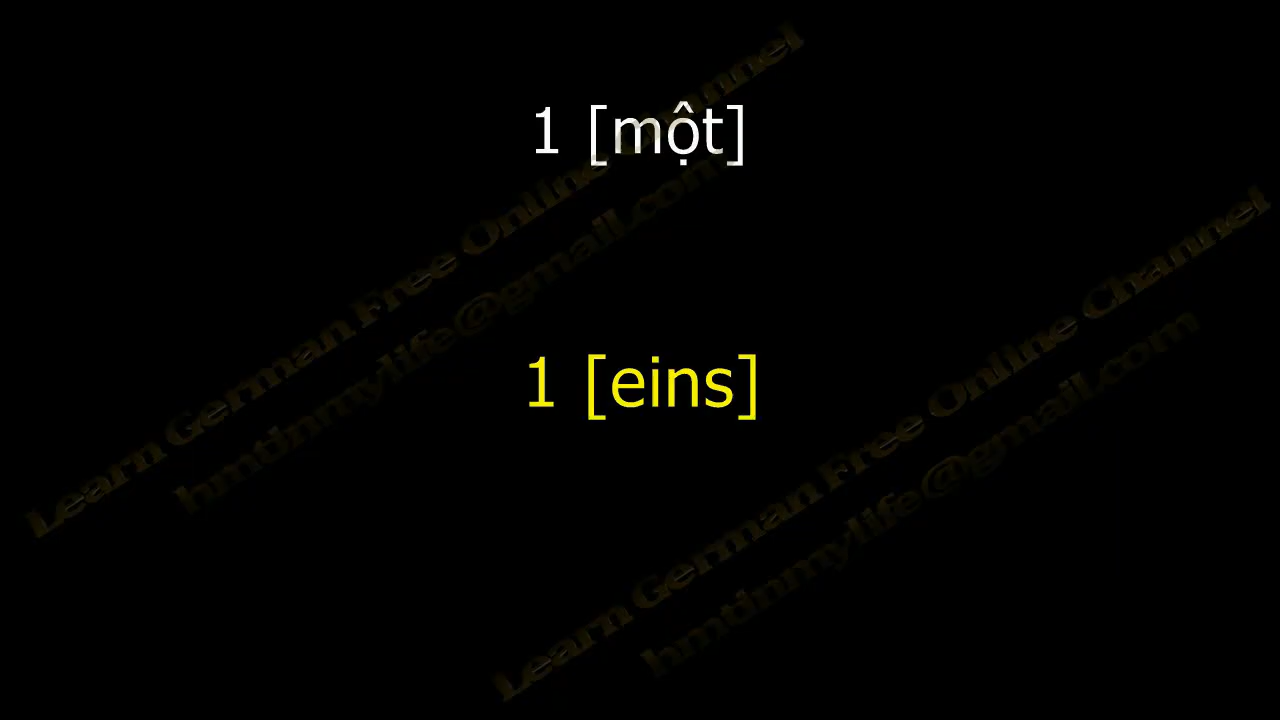 1 [một]
Learn German Free Online Channel
hmtinmylife@gmail.com
1 [eins]
Learn German Free Online Channel
hmtinmylife@gmail.com